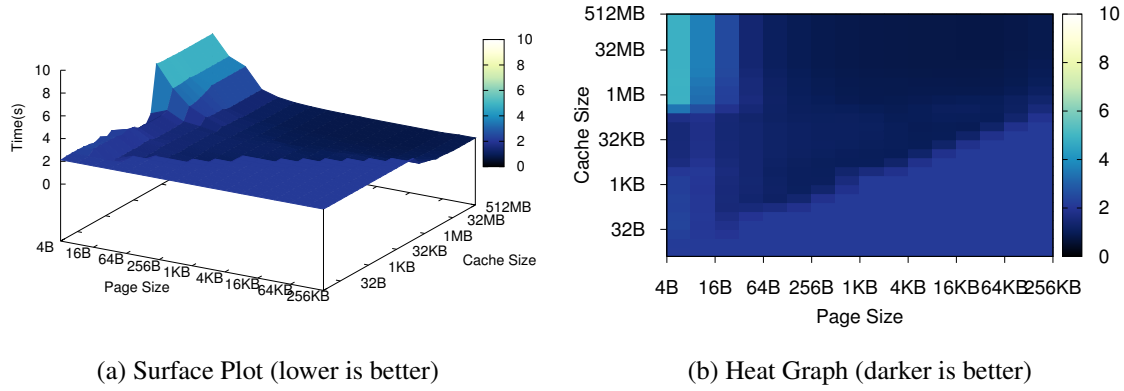 10
8
6
4
2
0
Time(s)
10
8
6
4
2
0
4B
16B
64B
256B
1KB
4KB
16KB
64KB
256KB
Page Size
32B
1KB
32KB
1MB
32MB
512MB
Cache Size
(a) Surface Plot (lower is better)
512MB
32MB
1MB
32KB
1KB
32B
Cache Size
4B 16B 64B 256B 1KB 4KB 16KB 64KB 256KB
Page Size
10
8
6
4
2
0
(b) Heat Graph (darker is better)